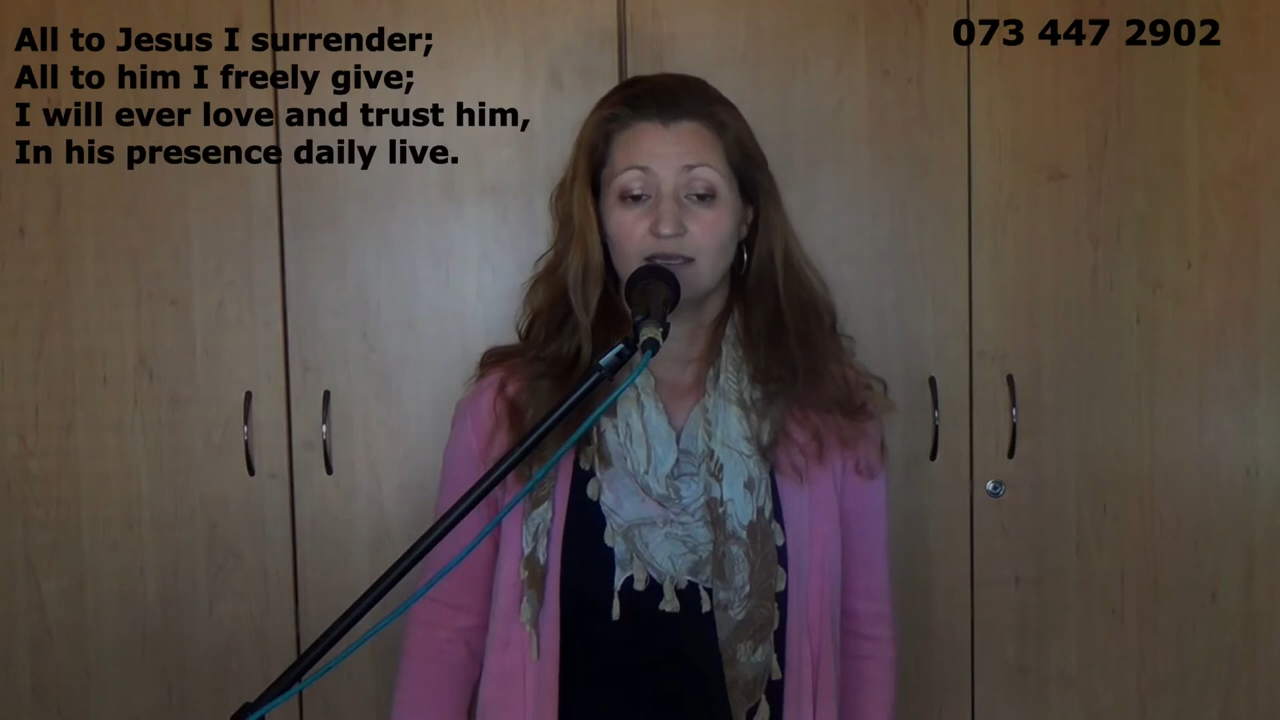 All to Jesus I surrender;
All to him I freely give;
I will ever love and trust him,
In his presence daily live.
073 447 2902